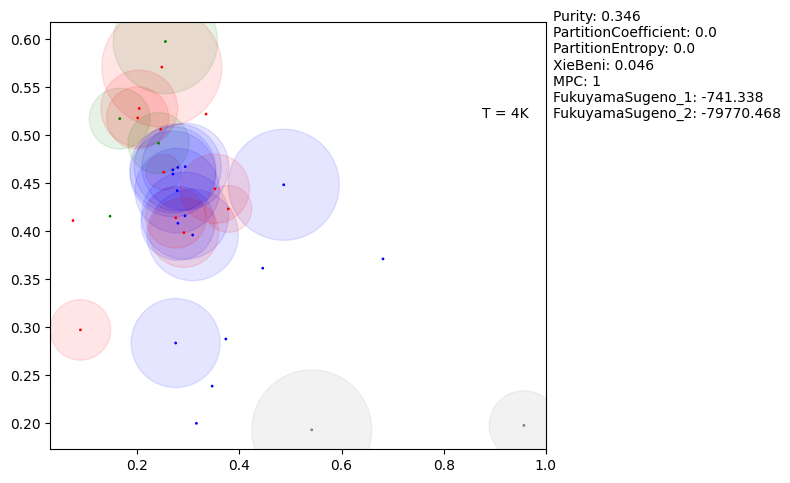 Purity: 0.346
PartitionCoefficient: 0.0
PartitionEntropy: 0.0
XieBeni: 0.046
MPC: 1
FukuyamaSugeno_1: -741.338
FukuyamaSugeno_2: -79770.468
T = 4K
0.60
0.55
0.50
0.45
0.40
0.35
0.30
0.25
0.20
0.2
0.4
0.6
0.8
1.0